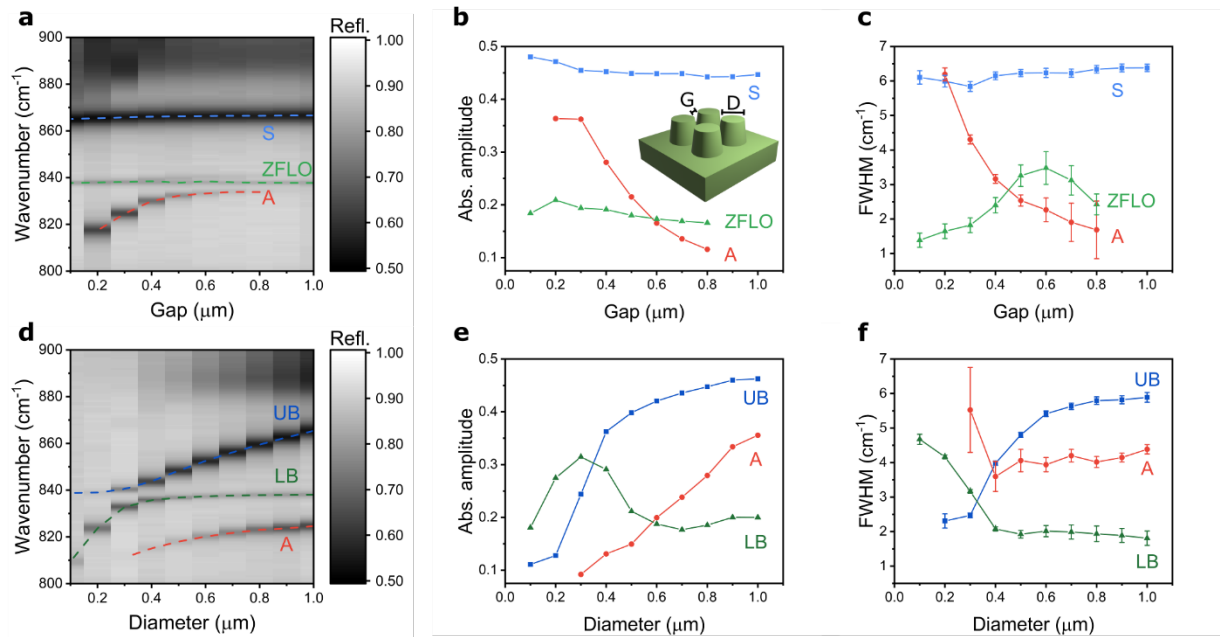 a
Refl.
900
880
860
840
820
800
Wavenumber (cm⁻¹)
S
ZFLO
A
0.2 0.4 0.6 0.8 1.0
Gap (μm)
1.00
0.90
0.80
0.70
0.60
0.50
b
0.5
0.4
0.3
0.2
0.1
Abs. amplitude
S
G D
ZFLO
A
0.0 0.2 0.4 0.6 0.8 1.0
Gap (μm)
c
7
6
5
4
3
2
1
FWHM (cm⁻¹)
S
ZFLO
A
0.0 0.2 0.4 0.6 0.8 1.0
Gap (μm)
d
Refl.
900
880
860
840
820
800
Wavenumber (cm⁻¹)
UB
LB
A
0.2 0.4 0.6 0.8 1.0
Diameter (μm)
1.00
0.90
0.80
0.70
0.60
0.50
e
0.5
0.4
0.3
0.2
0.1
Abs. amplitude
UB
A
LB
0.0 0.2 0.4 0.6 0.8 1.0
Diameter (μm)
f
7
6
5
4
3
2
1
FWHM (cm⁻¹)
UB
A
LB
0.0 0.2 0.4 0.6 0.8 1.0
Diameter (μm)